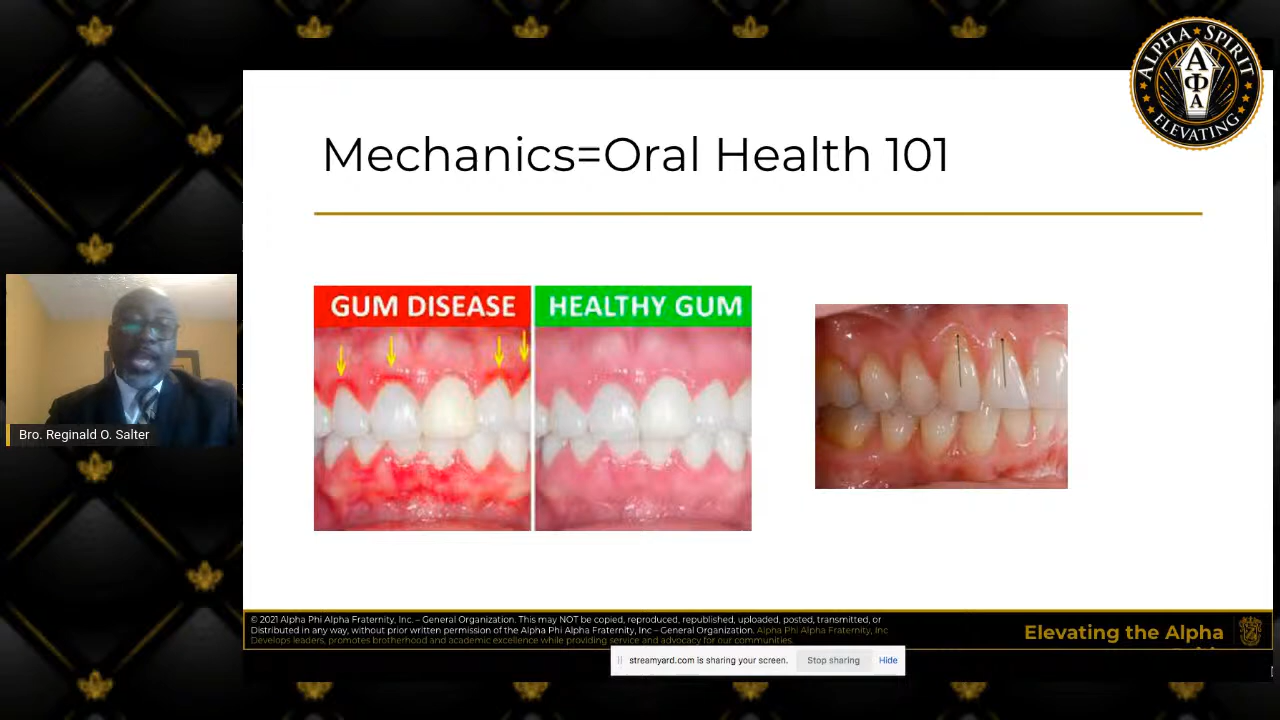 ALPHA SPIRIT
ΑΦΑ
ELEVATING
Mechanics=Oral Health 101
GUM DISEASE
HEALTHY GUM
Bro. Reginald O. Salter
© 2021 Alpha Phi Alpha Fraternity, Inc. – General Organization. This may NOT be copied, reproduced, republished, uploaded, posted, transmitted, or
Distributed in any way, without prior written permission of the Alpha Phi Alpha Fraternity, Inc – General Organization. Alpha Phi Alpha Fraternity, Inc
Develops leaders, promotes brotherhood and academic excellence while providing service and advocacy for our communities.
Elevating the Alpha
streamyard.com is sharing your screen.
Stop sharing
Hide